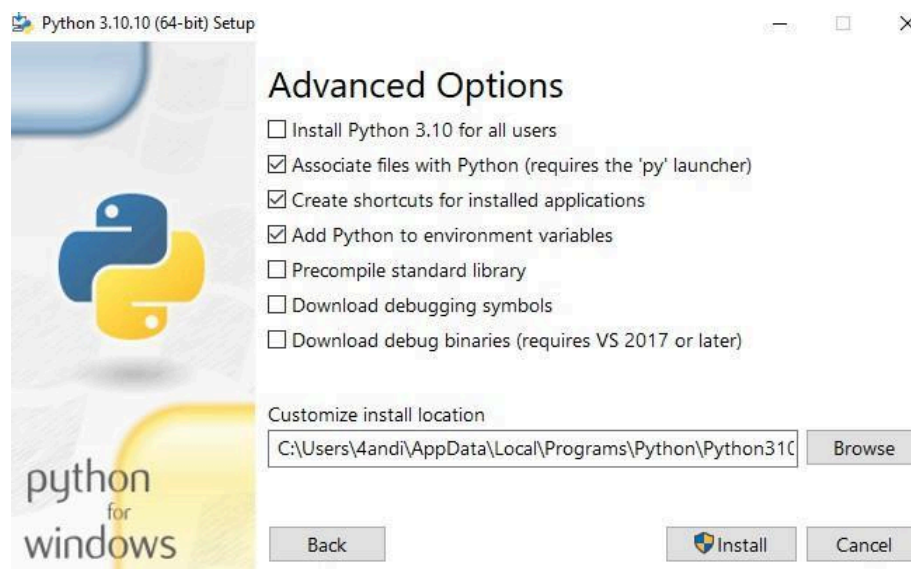 Python 3.10.10 (64-bit) Setup
Advanced Options
Install Python 3.10 for all users
Associate files with Python (requires the 'py' launcher)
Create shortcuts for installed applications
Add Python to environment variables
Precompile standard library
Download debugging symbols
Download debug binaries (requires VS 2017 or later)
Customize install location
C:\Users\4andi\AppData\Local\Programs\Python\Python310
Browse
python
for
windows
Back
Install
Cancel